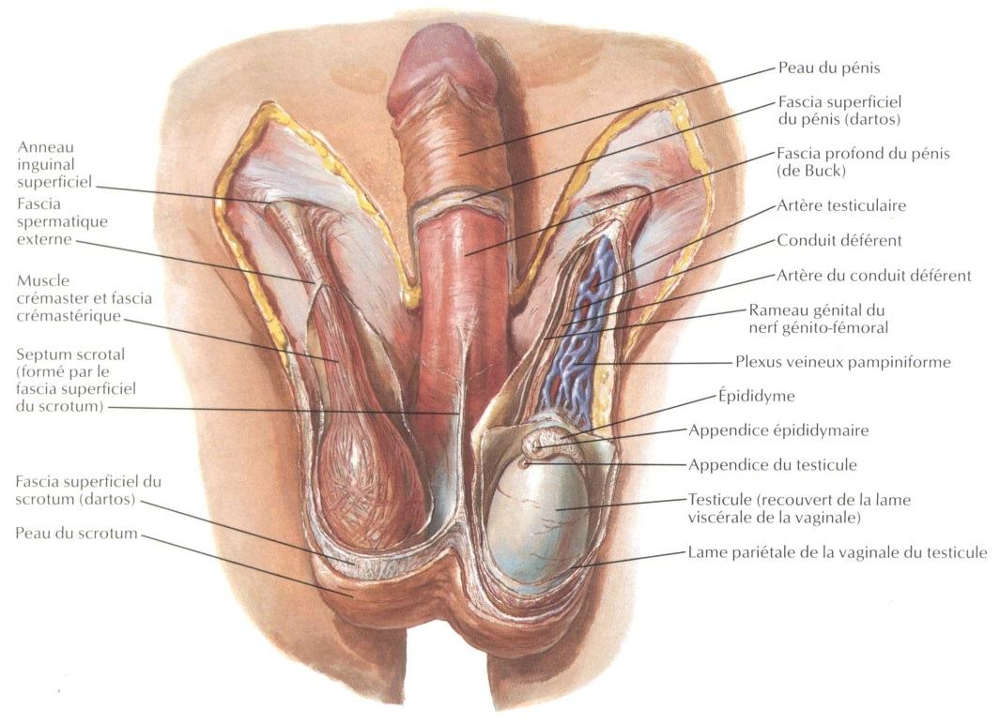 Anneau
inguinal
superficiel
Fascia
spermatique
externe
Muscle
crémaster et fascia
crémastérique
Septum scrotal
(formé par le
fascia superficiel
du scrotum)
Fascia superficiel du
scrotum (dartos)
Peau du scrotum
Peau du pénis
Fascia superficiel
du pénis (dartos)
Fascia profond du pénis
(de Buck)
Artère testiculaire
Conduit déférent
Artère du conduit déférent
Rameau génital du
nerf génito-fémoral
Plexus veineux pampiniforme
Épididyme
Appendice épididymaire
Appendice du testicule
Testicule (recouvert de la lame
viscérale de la vaginale)
Lame pariétale de la vaginale du testicule